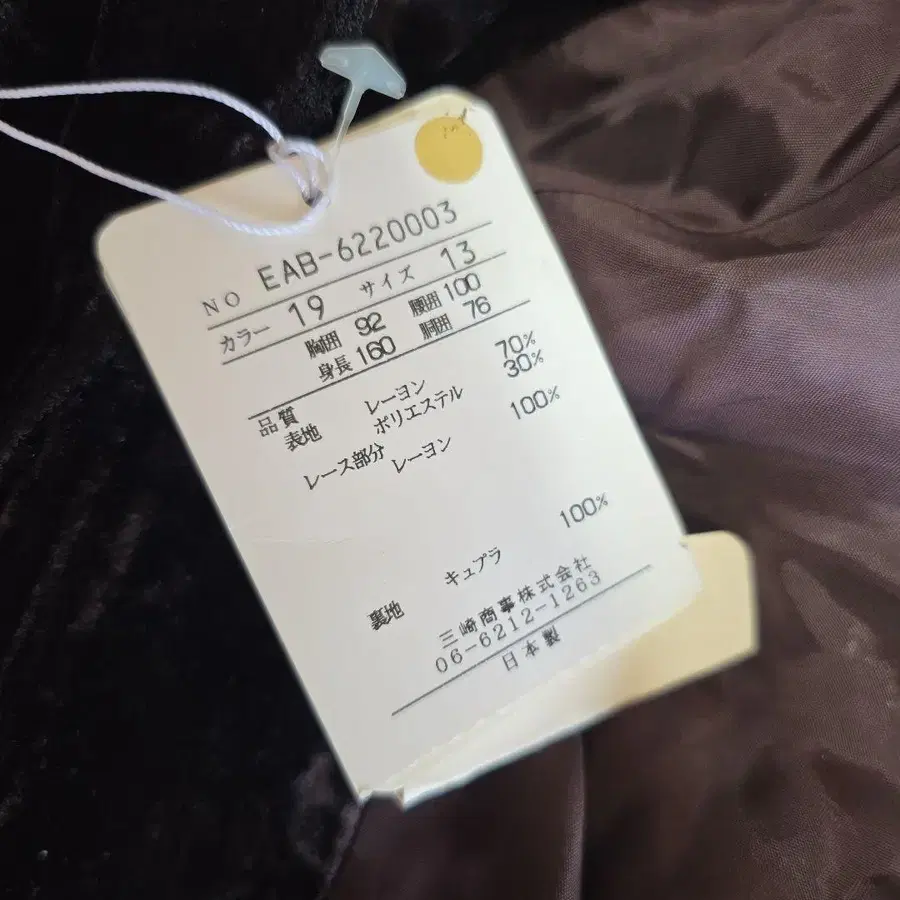 NO EAB-6220003
カラー 19 サイズ 13
胸囲 92 腰囲 100
身長 160 胴囲 76
品質
表地 レーヨン 70%
ポリエステル 30%
レース部分
レーヨン 100%
裏地 キュプラ 100%
三崎商事株式会社
06-6212-1263
日本製